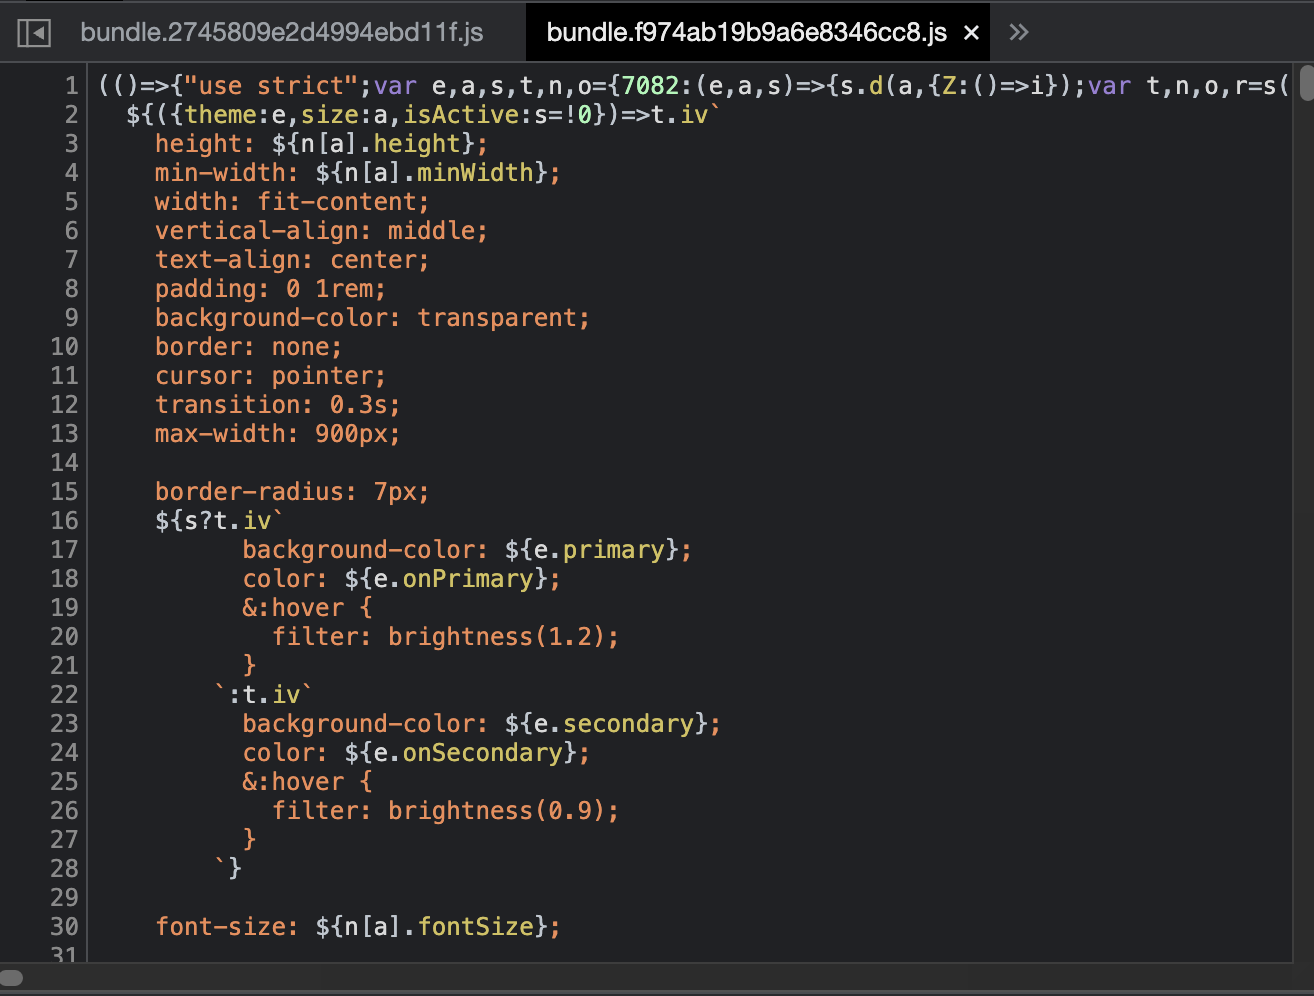 bundle.2745809e2d4994ebd11f.js bundle.f974ab19b9a6e8346cc8.js × »
1 (()=>{"use strict";var e,a,s,t,n,o={7082:(e,a,s)=>{s.d(a,{Z:()=>i});var t,n,o,r=s(
2 ${({theme:e,size:a,isActive:s=!0})=>t.iv`
3 height: ${n[a].height};
4 min-width: ${n[a].minWidth};
5 width: fit-content;
6 vertical-align: middle;
7 text-align: center;
8 padding: 0 1rem;
9 background-color: transparent;
10 border: none;
11 cursor: pointer;
12 transition: 0.3s;
13 max-width: 900px;
14
15 border-radius: 7px;
16 ${s?t.iv`
17 background-color: ${e.primary};
18 color: ${e.onPrimary};
19 &:hover {
20 filter: brightness(1.2);
21 }
22 `:t.iv`
23 background-color: ${e.secondary};
24 color: ${e.onSecondary};
25 &:hover {
26 filter: brightness(0.9);
27 }
28 `}
29
30 font-size: ${n[a].fontSize};
31